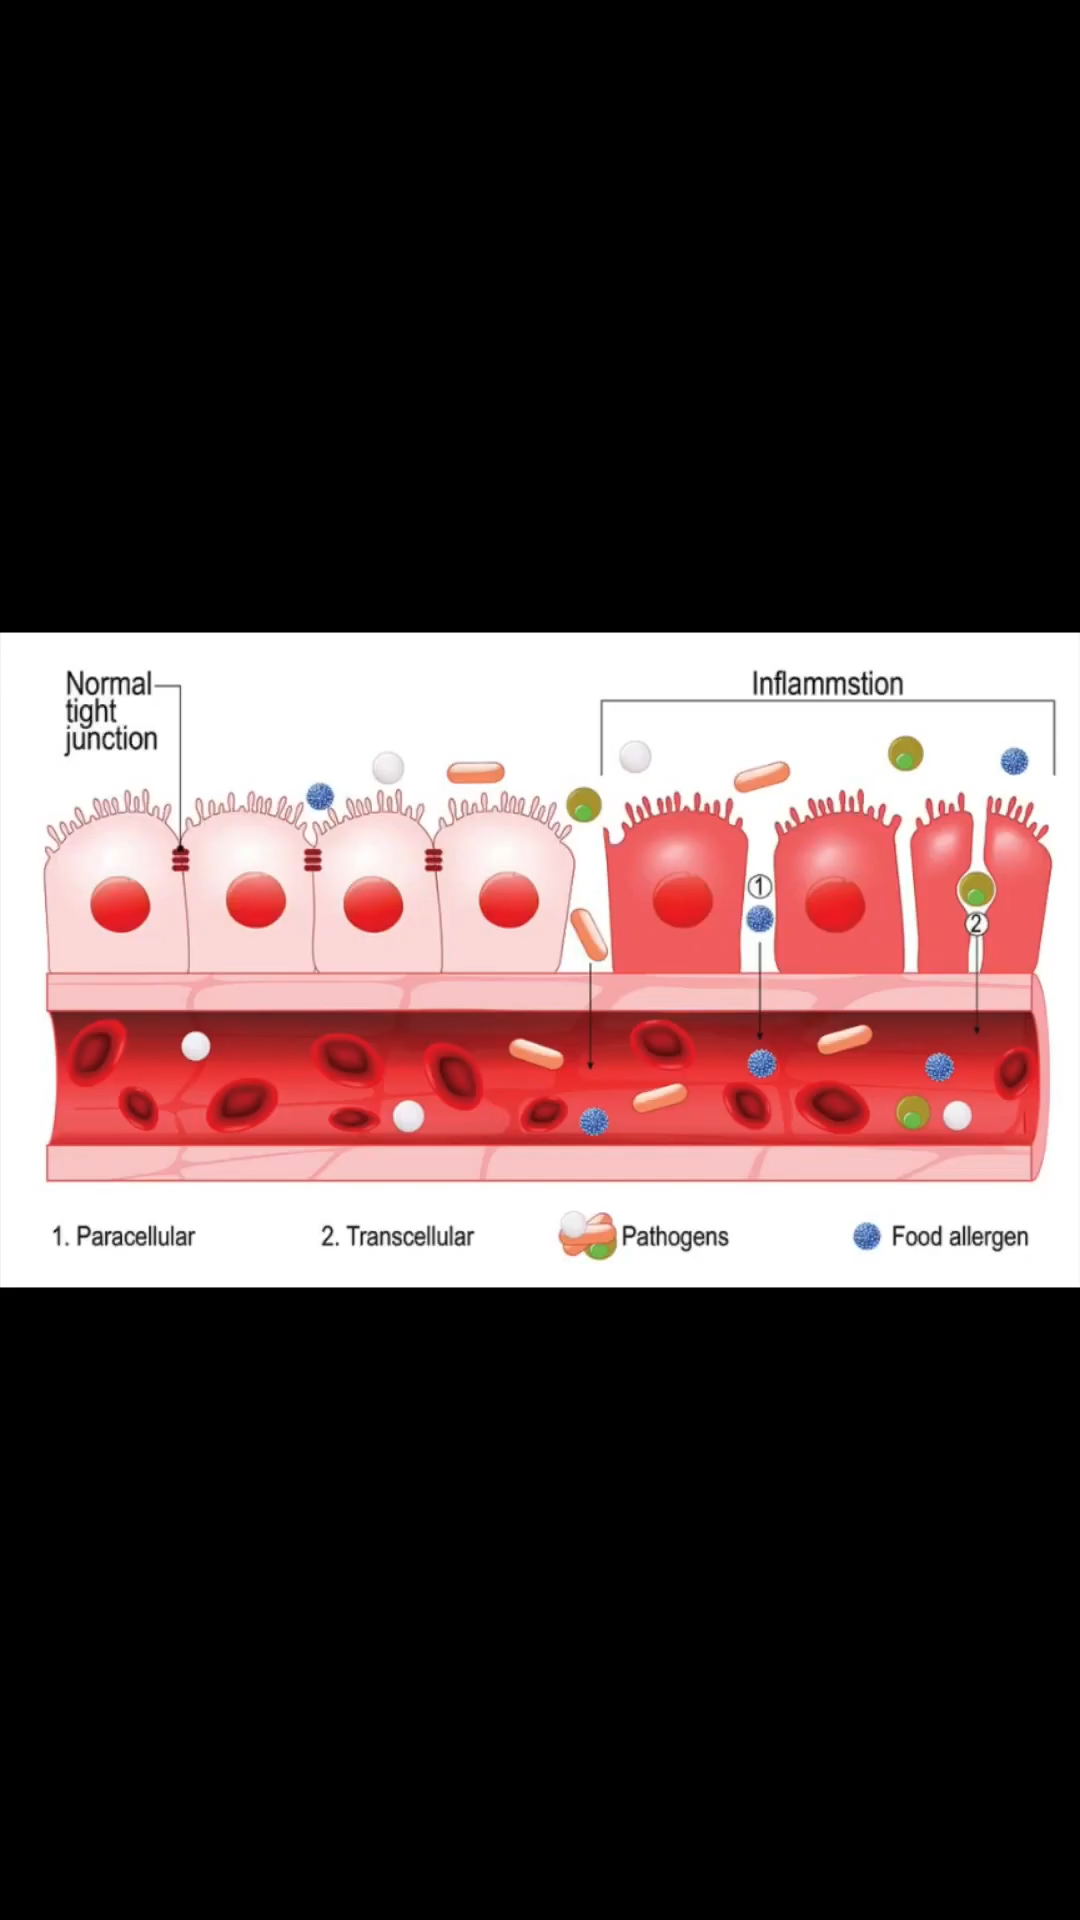 Normal
tight
junction
Inflammstion
1
2
1. Paracellular
2. Transcellular
Pathogens
Food allergen